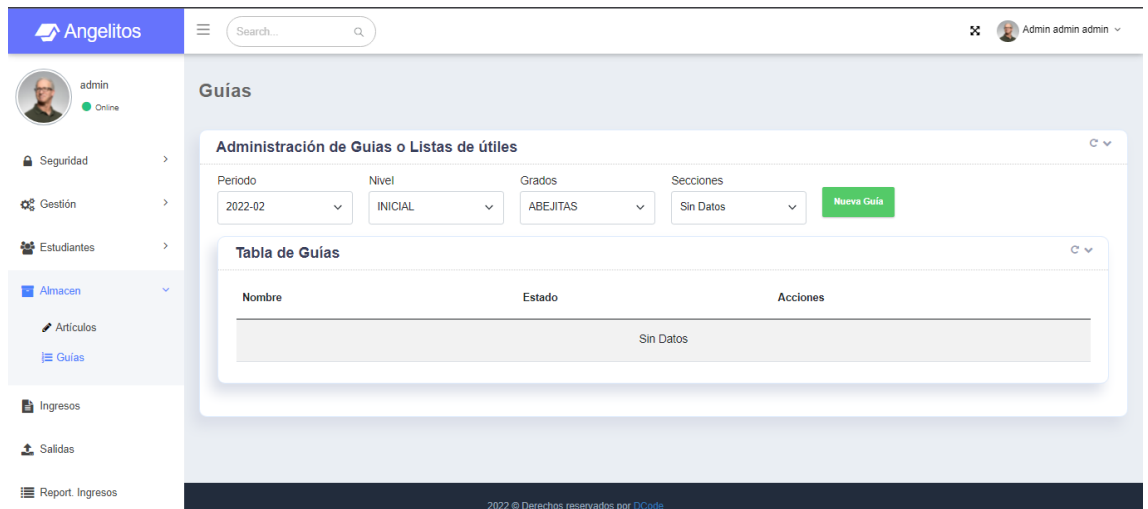 Angelitos
Search...
Admin admin admin
admin
Online
Seguridad
Gestión
Estudiantes
Almacen
Artículos
Guías
Ingresos
Salidas
Report. Ingresos
Guías
Administración de Guias o Listas de útiles
Periodo Nivel Grados Secciones
2022-02 INICIAL ABEJITAS Sin Datos Nueva Guía
Tabla de Guías
Nombre Estado Acciones
Sin Datos
2022 © Derechos reservados por DCode